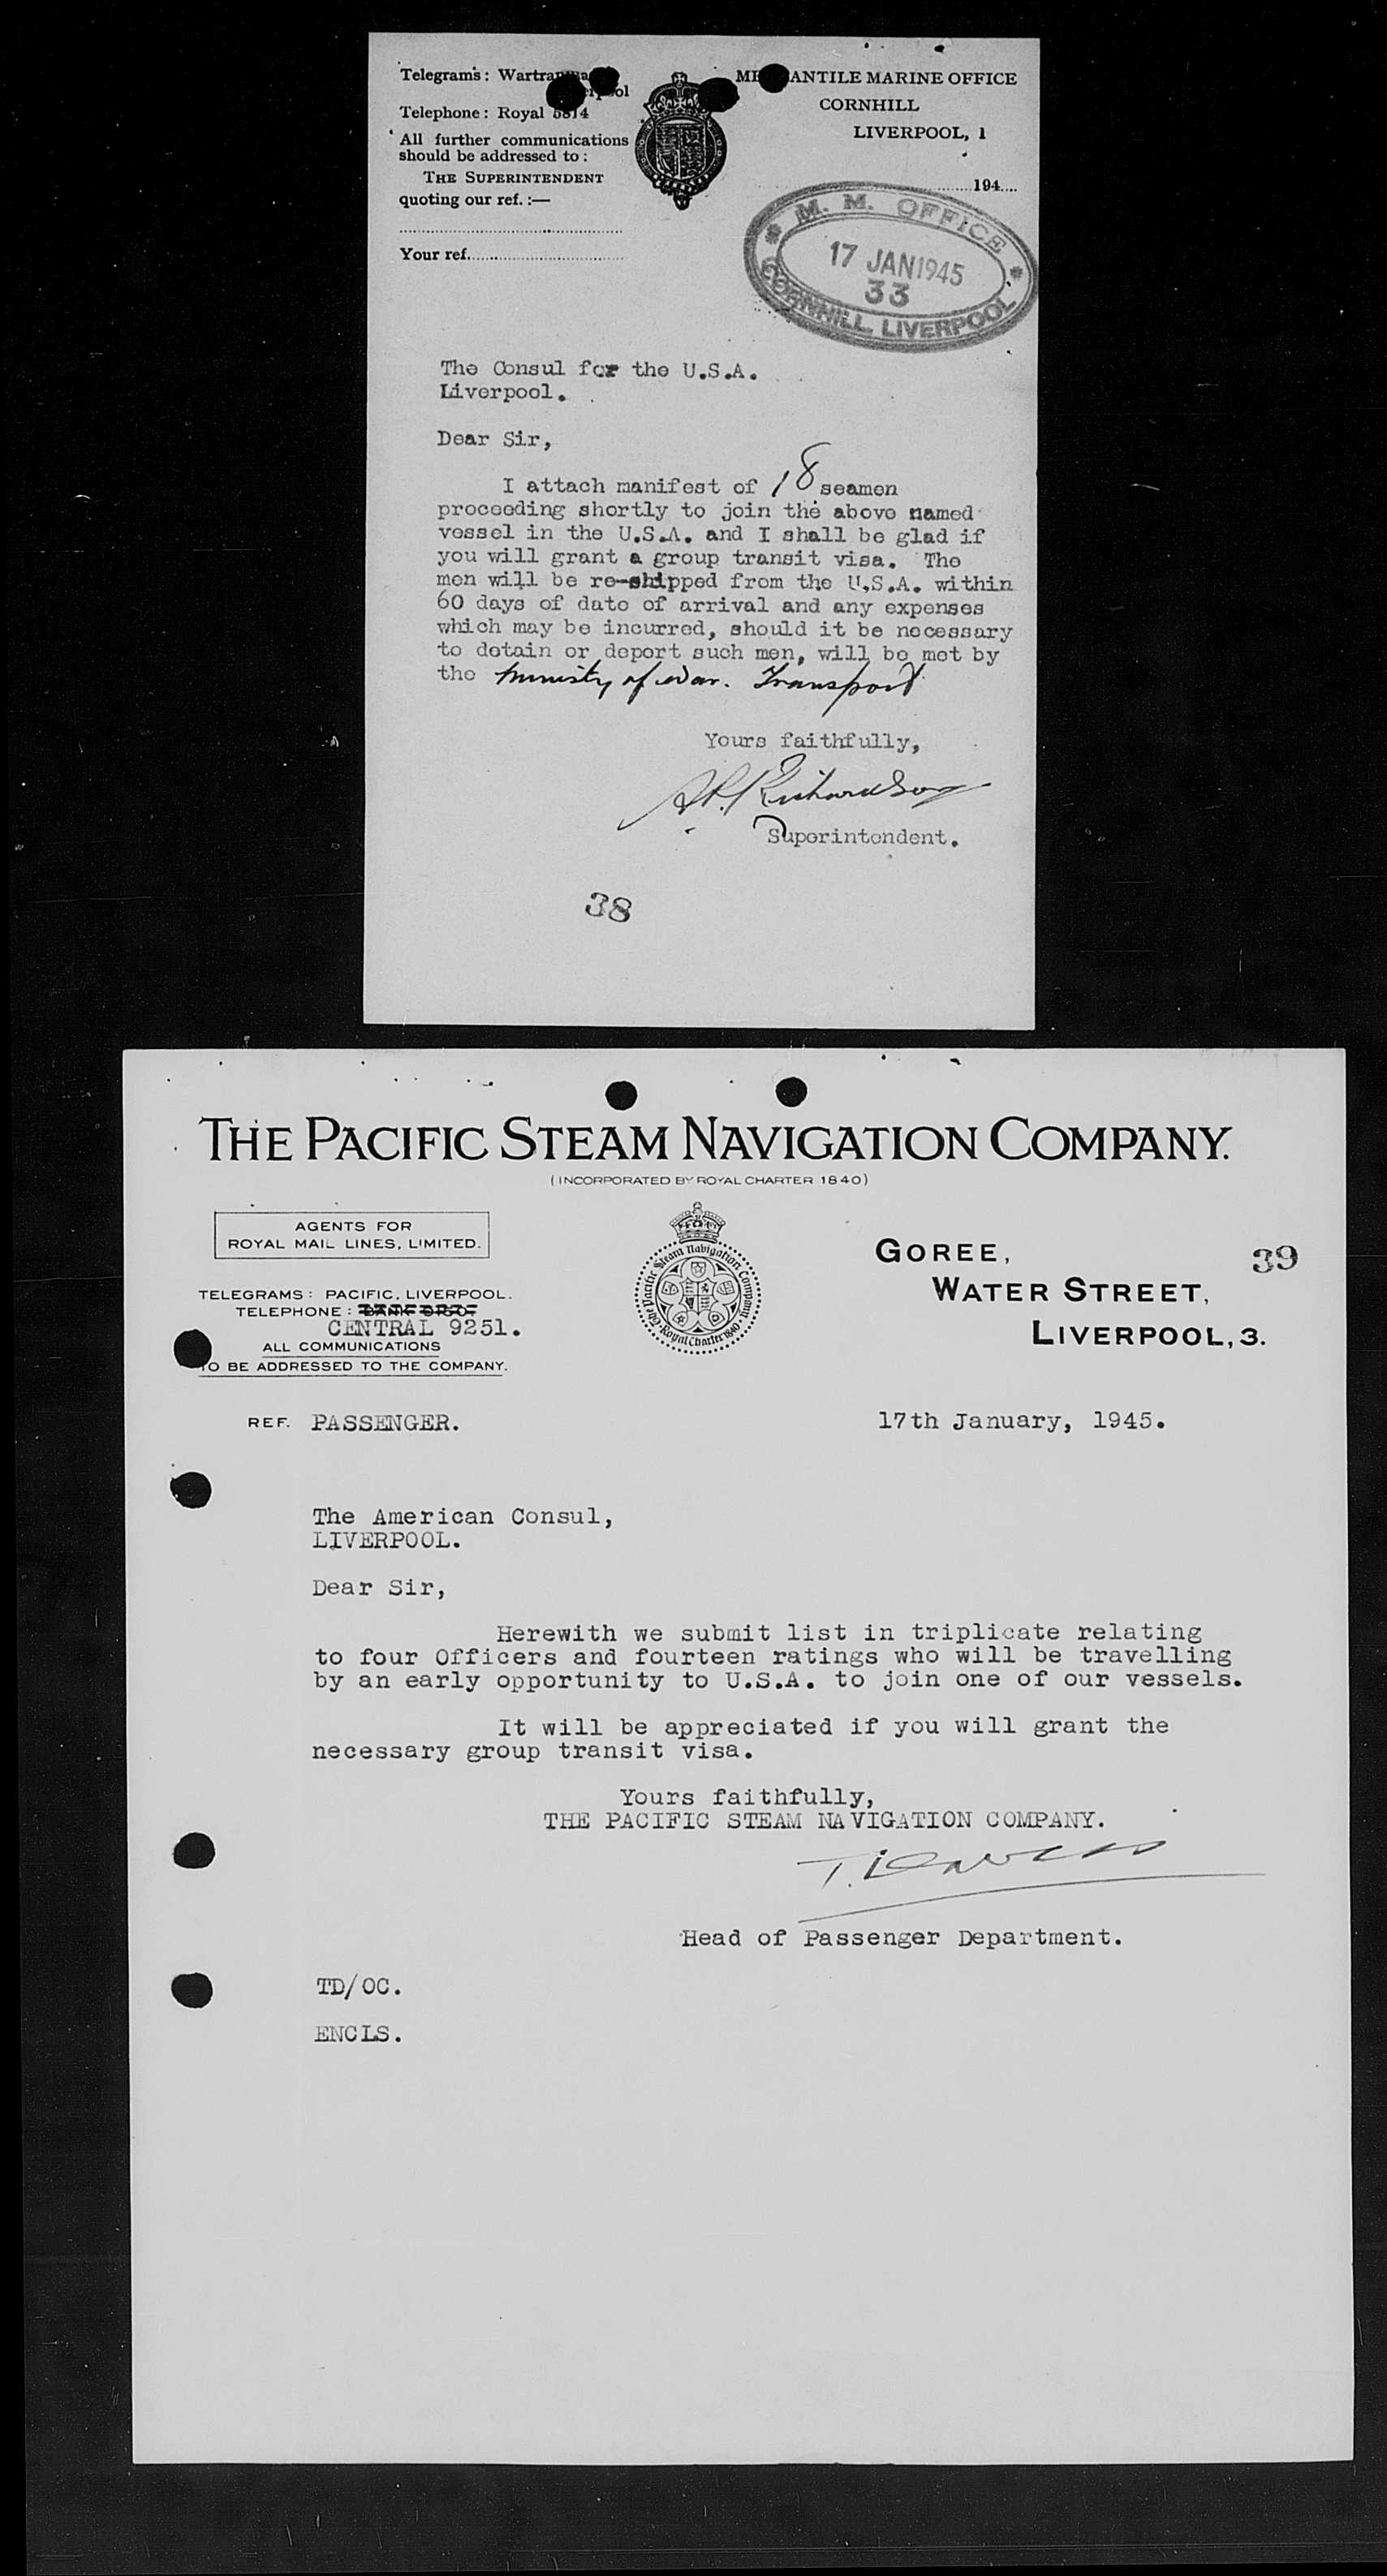 Telegrams:
Telephone: Royal 5814
All further communications
should be addressed to:
THE SUPERINTENDENT
quoting our ref. :—
Your ref.
MERCANTILE MARINE OFFICE
CORNHILL
LIVERPOOL, 1
194
M. M. OFFICE
17 JAN 1945
33
CORNHILL, LIVERPOOL
The Consul for the U.S.A.
Liverpool.
Dear Sir,
I attach manifest of 18 seamen
proceeding shortly to join the above named
vessel in the U.S.A. and I shall be glad if
you will grant a group transit visa. The
men will be re-shipped from the U.S.A. within
60 days of date of arrival and any expenses
which may be incurred, should it be necessary
to detain or deport such men, will be met by
the Ministry of War. Transport
Yours faithfully,
Richardson
Superintendent.
38
THE PACIFIC STEAM NAVIGATION COMPANY.
(INCORPORATED BY ROYAL CHARTER 1840)
AGENTS FOR
ROYAL MAIL LINES, LIMITED.
TELEGRAMS: PACIFIC, LIVERPOOL.
TELEPHONE:
CENTRAL 9251.
ALL COMMUNICATIONS
TO BE ADDRESSED TO THE COMPANY.
The Pacific Steam Navigation Company
Royal Charter 1840
GOREE,
39
WATER STREET,
LIVERPOOL, 3.
REF. PASSENGER.
17th January, 1945.
The American Consul,
LIVERPOOL.
Dear Sir,
Herewith we submit list in triplicate relating
to four Officers and fourteen ratings who will be travelling
by an early opportunity to U.S.A. to join one of our vessels.
It will be appreciated if you will grant the
necessary group transit visa.
Yours faithfully,
THE PACIFIC STEAM NAVIGATION COMPANY.
Head of Passenger Department.
TD/OC.
ENCLS.